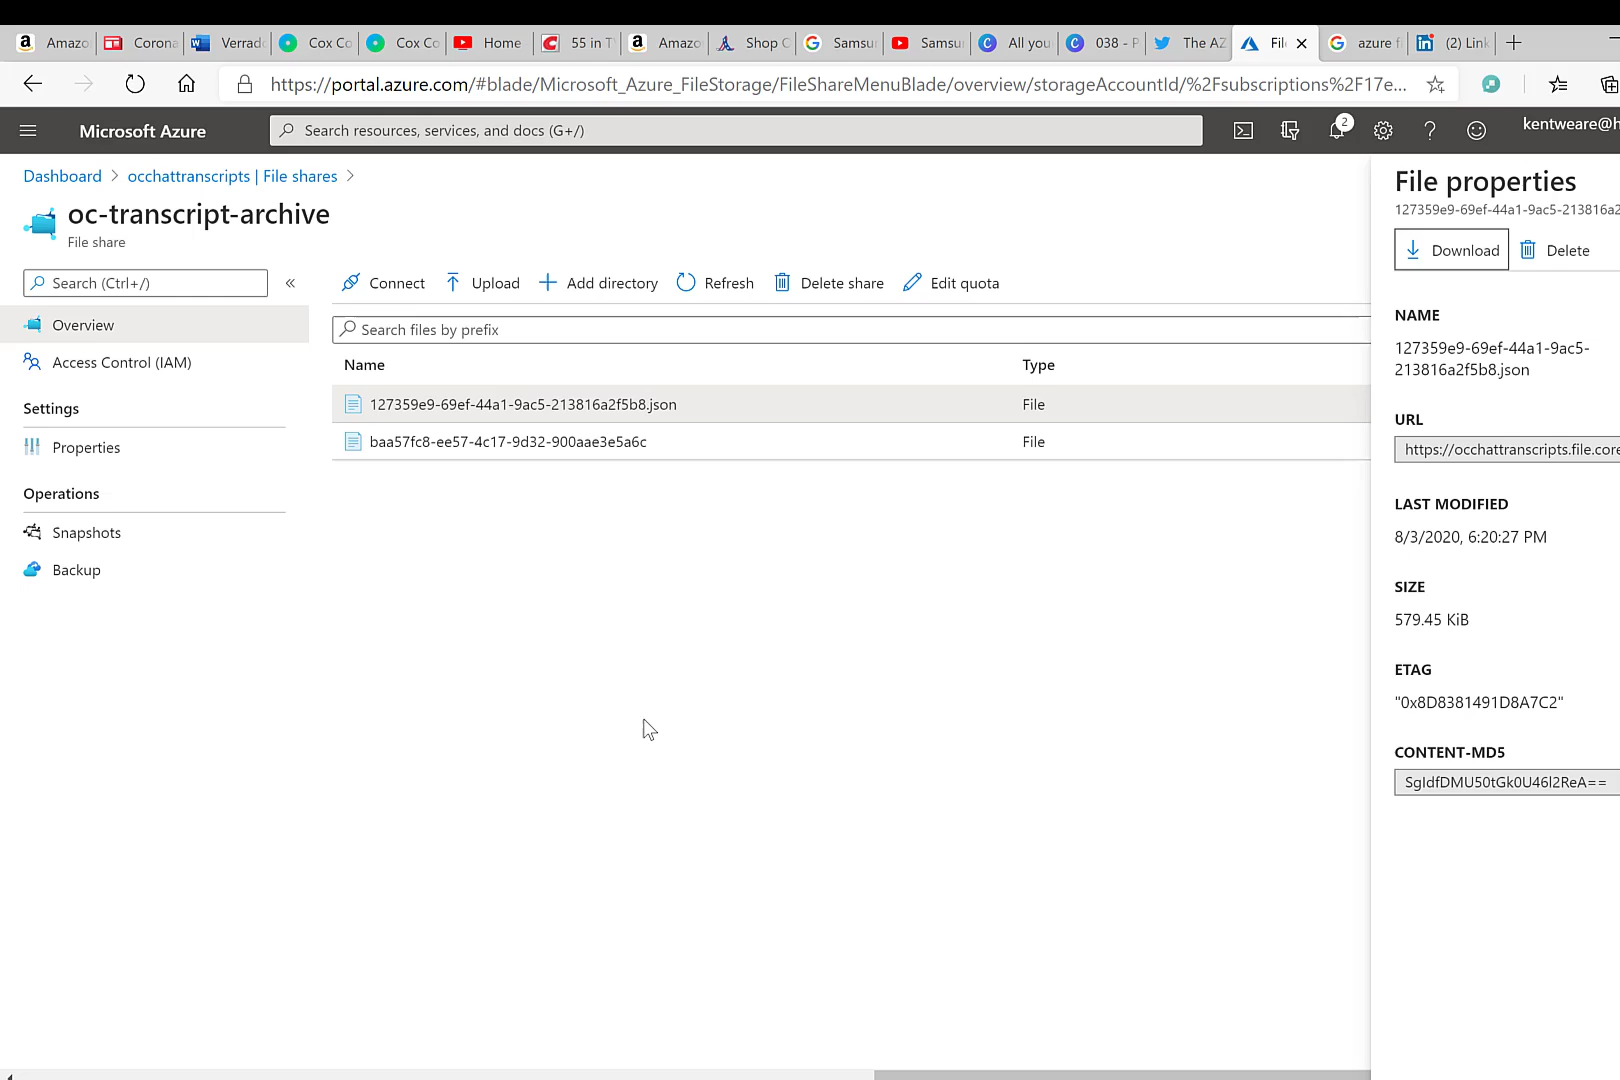 Amazo
Corona
Verrado
Cox Co
Cox Co
Home
55 in T
Amazo
Shop
Samsu
Samsu
All you
038 - P
The AZ
Fil
azure f
(2) Link
https://portal.azure.com/#blade/Microsoft_Azure_FileStorage/FileShareMenuBlade/overview/storageAccountId/%2Fsubscriptions%2F17e...
Microsoft Azure
Search resources, services, and docs (G+/)
2
kentweare@h
Dashboard > occhattranscripts | File shares >
oc-transcript-archive
File share
Search (Ctrl+/)
«
Overview
Access Control (IAM)
Settings
Properties
Operations
Snapshots
Backup
Connect
Upload
Add directory
Refresh
Delete share
Edit quota
Search files by prefix
Name
Type
127359e9-69ef-44a1-9ac5-213816a2f5b8.json
File
baa57fc8-ee57-4c17-9d32-900aae3e5a6c
File
File properties
127359e9-69ef-44a1-9ac5-213816a2
Download
Delete
NAME
127359e9-69ef-44a1-9ac5-
213816a2f5b8.json
URL
https://occhattranscripts.file.core
LAST MODIFIED
8/3/2020, 6:20:27 PM
SIZE
579.45 KiB
ETAG
"0x8D8381491D8A7C2"
CONTENT-MD5
SgIdfDMU50tGk0U46l2ReA==